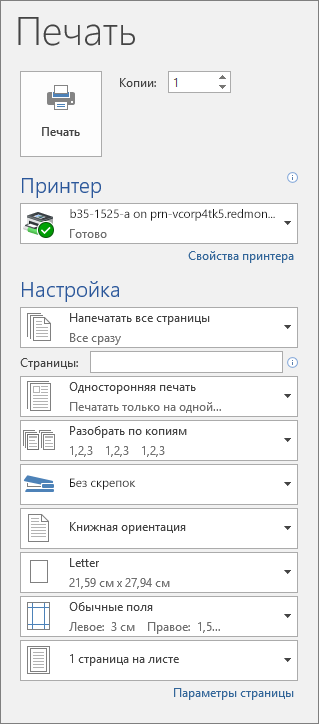 Печать
Копии: 1
Печать
Принтер
b35-1525-a on prn-vcorp4tk5.redmon...
Готово
Свойства принтера
Настройка
Напечатать все страницы
Все сразу
Страницы:
Односторонняя печать
Печатать только на одной...
Разобрать по копиям
1,2,3 1,2,3 1,2,3
Без скрепок
Книжная ориентация
Letter
21,59 см x 27,94 см
Обычные поля
Левое: 3 см Правое: 1,5...
1 страница на листе
Параметры страницы